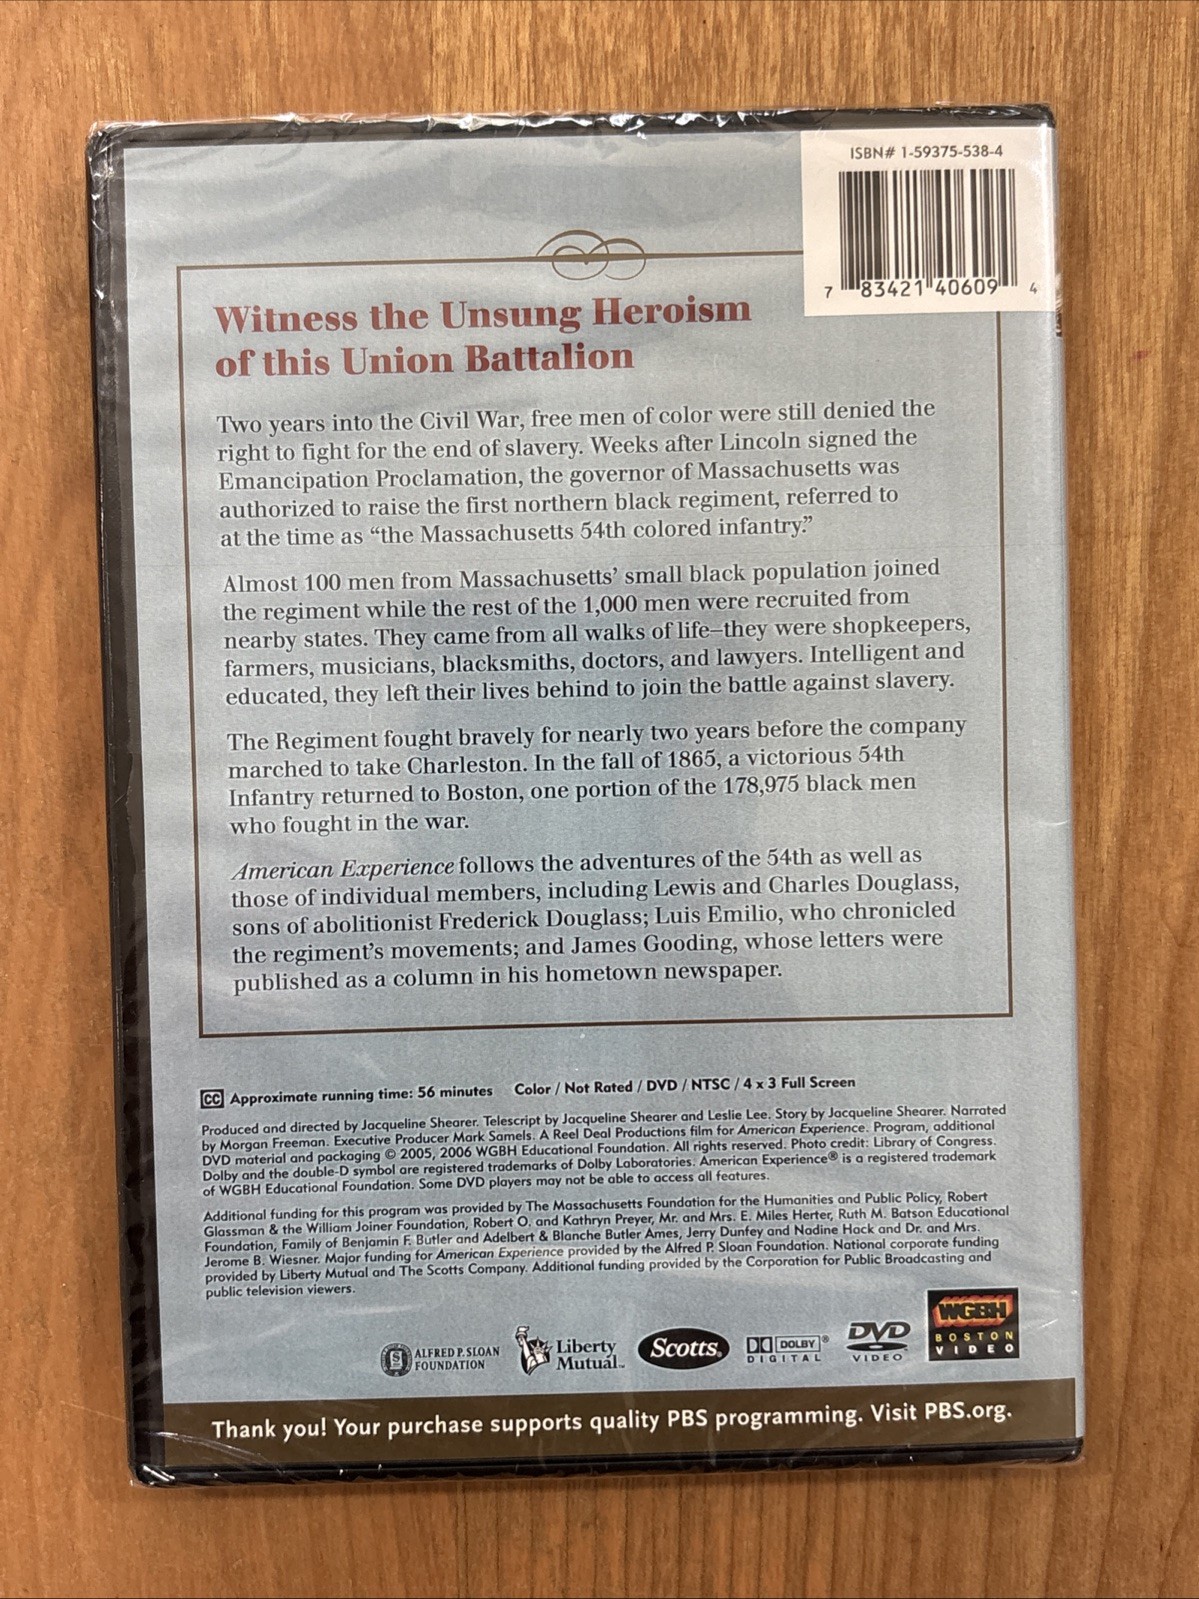 ISBN# 1-59375-538-4
7 83421 40609 4
Witness the Unsung Heroism
of this Union Battalion
Two years into the Civil War, free men of color were still denied the
right to fight for the end of slavery. Weeks after Lincoln signed the
Emancipation Proclamation, the governor of Massachusetts was
authorized to raise the first northern black regiment, referred to
at the time as “the Massachusetts 54th colored infantry.”
Almost 100 men from Massachusetts’ small black population joined
the regiment while the rest of the 1,000 men were recruited from
nearby states. They came from all walks of life–they were shopkeepers,
farmers, musicians, blacksmiths, doctors, and lawyers. Intelligent and
educated, they left their lives behind to join the battle against slavery.
The Regiment fought bravely for nearly two years before the company
marched to take Charleston. In the fall of 1865, a victorious 54th
Infantry returned to Boston, one portion of the 178,975 black men
who fought in the war.
American Experience follows the adventures of the 54th as well as
those of individual members, including Lewis and Charles Douglass,
sons of abolitionist Frederick Douglass; Luis Emilio, who chronicled
the regiment’s movements; and James Gooding, whose letters were
published as a column in his hometown newspaper.
CC Approximate running time: 56 minutes Color / Not Rated / DVD / NTSC / 4 x 3 Full Screen
Produced and directed by Jacqueline Shearer. Telescript by Jacqueline Shearer and Leslie Lee. Story by Jacqueline Shearer. Narrated
by Morgan Freeman. Executive Producer Mark Samels. A Reel Deal Productions film for American Experience. Program, additional
DVD material and packaging © 2005, 2006 WGBH Educational Foundation. All rights reserved. Photo credit: Library of Congress.
Dolby and the double-D symbol are registered trademarks of Dolby Laboratories. American Experience® is a registered trademark
of WGBH Educational Foundation. Some DVD players may not be able to access all features.
Additional funding for this program was provided by The Massachusetts Foundation for the Humanities and Public Policy, Robert
Glassman & the William Joiner Foundation, Robert O. and Kathryn Preyer, Mr. and Mrs. E. Miles Herter, Ruth M. Batson Educational
Foundation, Family of Benjamin F. Butler and Adelbert & Blanche Butler Ames, Jerry Dunfey and Nadine Hack and Dr. and Mrs.
Jerome B. Wiesner. Major funding for American Experience provided by the Alfred P. Sloan Foundation. National corporate funding
provided by Liberty Mutual and The Scotts Company. Additional funding provided by the Corporation for Public Broadcasting and
public television viewers.
ALFRED P. SLOAN
FOUNDATION
Liberty
Mutual™
Scotts®
DOLBY®
DIGITAL
DVD
VIDEO
WGBH
BOSTON
VIDEO
Thank you! Your purchase supports quality PBS programming. Visit PBS.org.